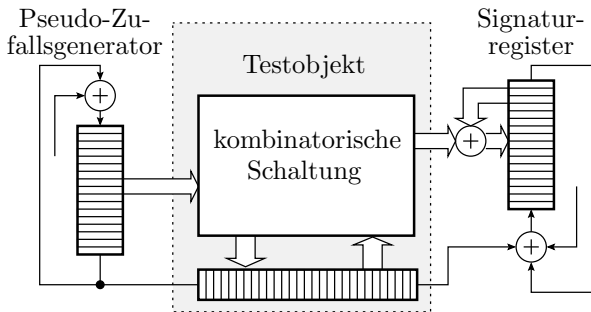 Pseudo-Zu-
fallsgenerator
Signatur-
register
Testobjekt
kombinatorische
Schaltung
+
+
+